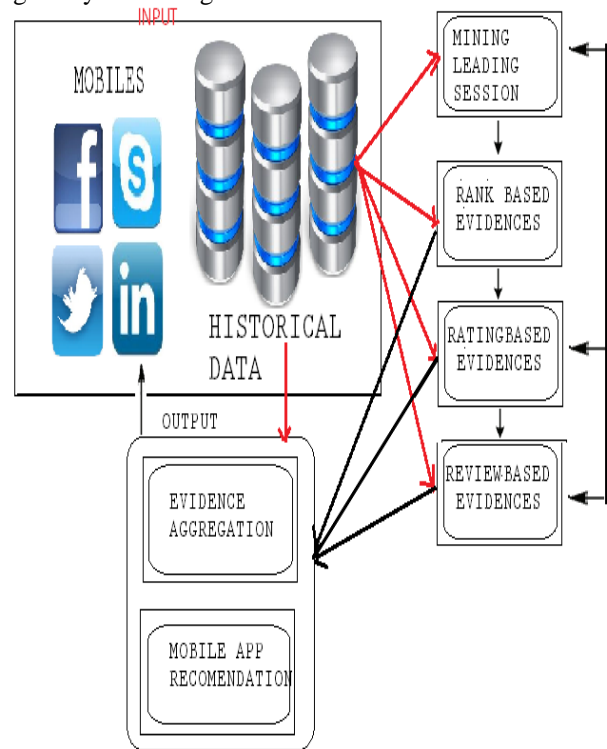 INPUT
MOBILES
f
S
in
HISTORICAL
DATA
MINING
LEADING
SESSION
RANK BASED
EVIDENCES
RATINGBASED
EVIDENCES
REVIEW-BASED
EVIDENCES
OUTPUT
EVIDENCE
AGGREGATION
MOBILE APP
RECOMENDATION